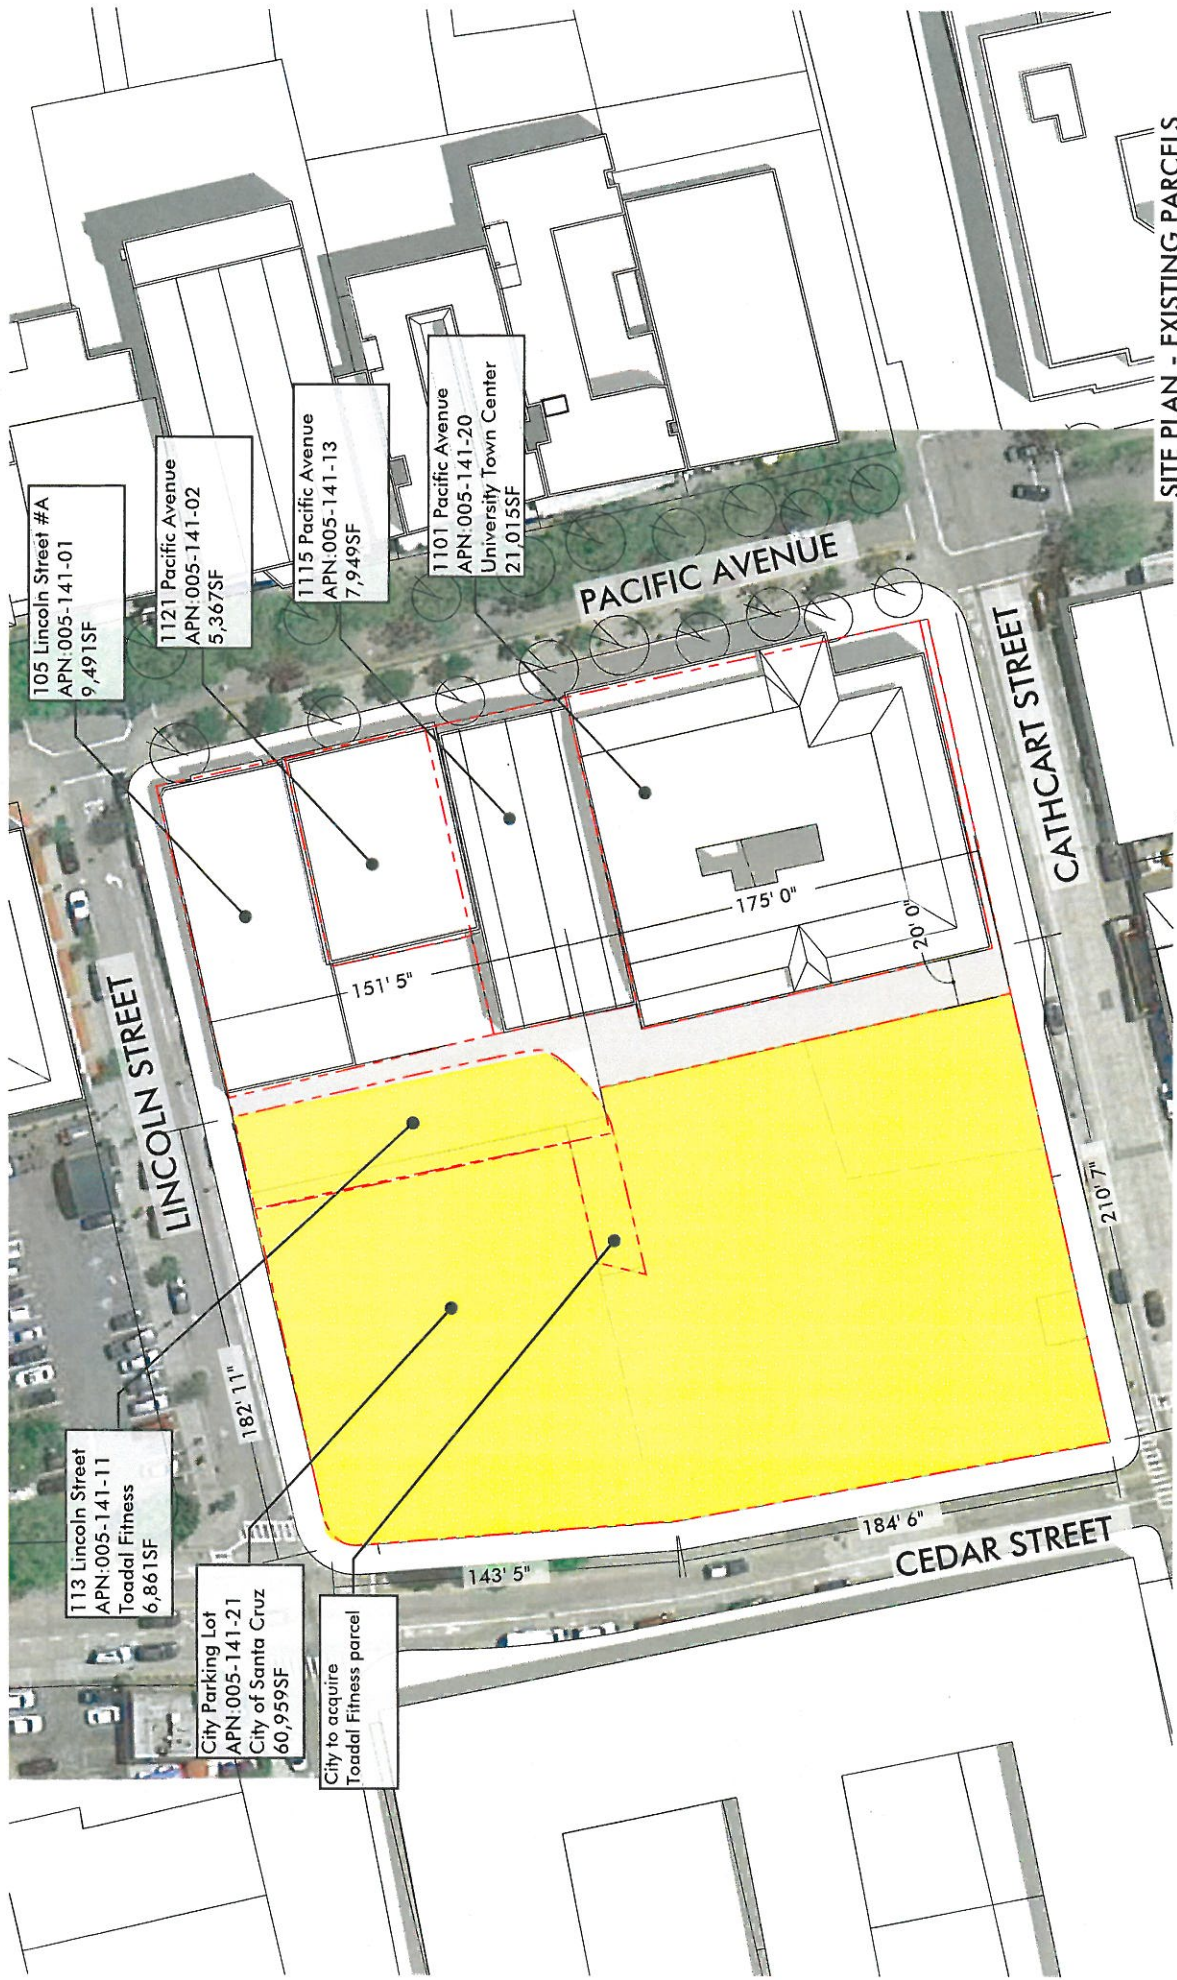 105 Lincoln Street #A
APN:005-141-01
9,491SF
1121 Pacific Avenue
APN:005-141-02
5,367SF
1115 Pacific Avenue
APN:005-141-13
7,949SF
1101 Pacific Avenue
APN:005-141-20
University Town Center
21,015SF
113 Lincoln Street
APN:005-141-11
Toadal Fitness
6,861SF
City Parking Lot
APN:005-141-21
City of Santa Cruz
60,959SF
City to acquire
Toadal Fitness parcel
LINCOLN STREET
PACIFIC AVENUE
CATHCART STREET
CEDAR STREET
182' 11"
151' 5"
175' 0"
20' 0"
210' 7"
184' 6"
143' 5"
SITE PLAN - EXISTING PARCELS